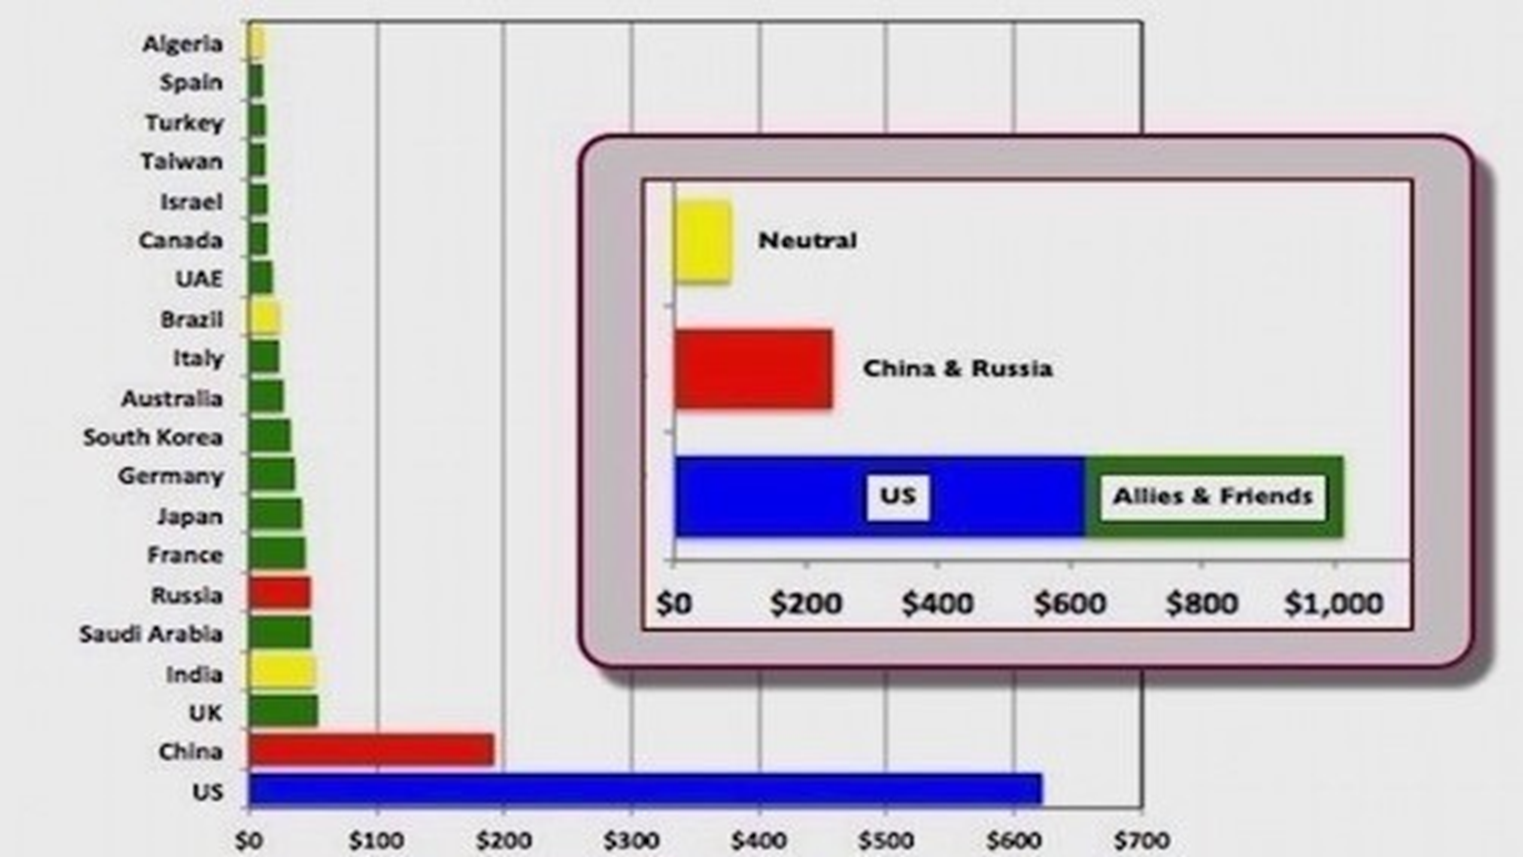 Algeria
Spain
Turkey
Taiwan
Israel
Canada
UAE
Brazil
Italy
Australia
South Korea
Germany
Japan
France
Russia
Saudi Arabia
India
UK
China
US
$0 $100 $200 $300 $400 $500 $600 $700
Neutral
China & Russia
US Allies & Friends
$0 $200 $400 $600 $800 $1,000